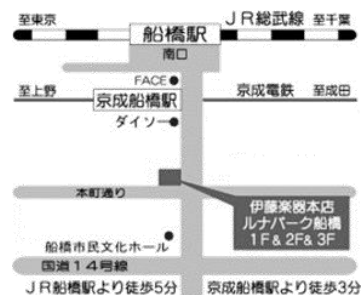 至東京 船橋駅 JR総武線 至千葉
南口
FACE
至上野 京成船橋駅 京成電鉄 至成田
ダイソー
本町通り
伊藤楽器本店
ルナパーク船橋
1F&2F&3F
船橋市民文化ホール
国道14号線
JR船橋駅より徒歩5分 京成船橋駅より徒歩3分